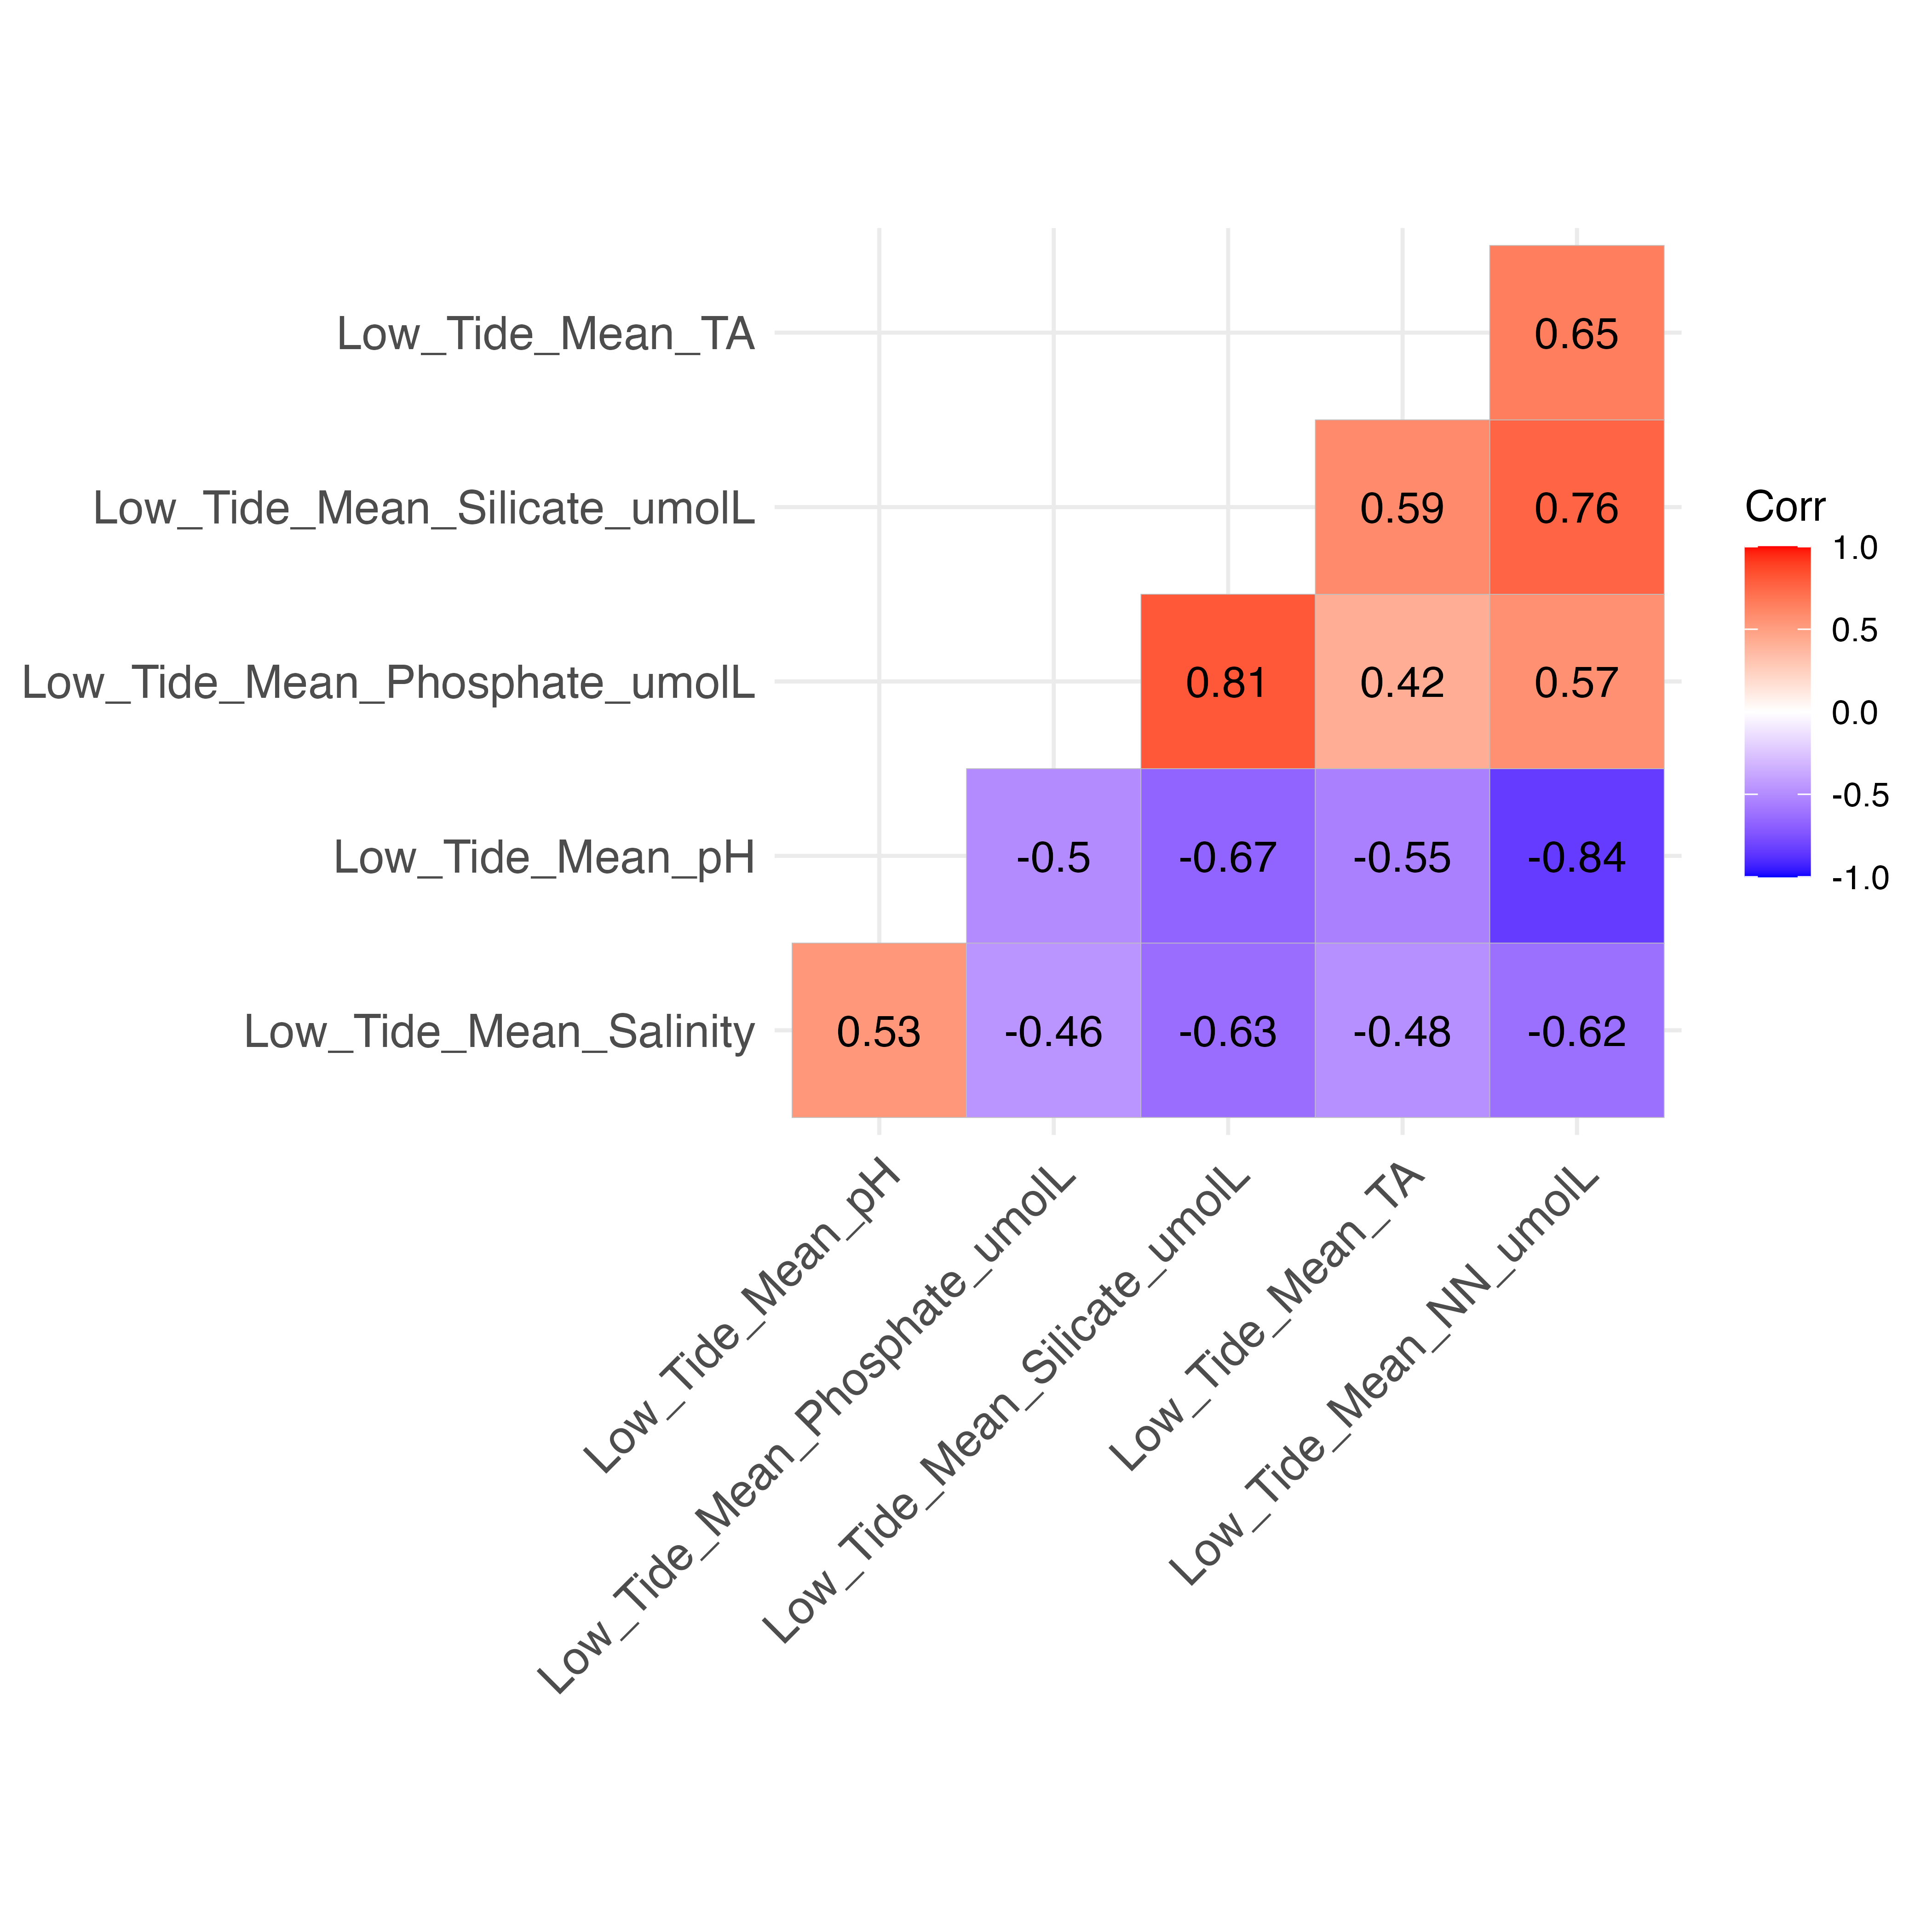 Low_Tide_Mean_TA
0.65
Low_Tide_Mean_Silicate_umolL
0.59
0.76
Corr
1.0
0.5
0.0
-0.5
-1.0
Low_Tide_Mean_Phosphate_umolL
0.81
0.42
0.57
Low_Tide_Mean_pH
-0.5
-0.67
-0.55
-0.84
Low_Tide_Mean_Salinity
0.53
-0.46
-0.63
-0.48
-0.62
Low_Tide_Mean_pH
Low_Tide_Mean_Phosphate_umolL
Low_Tide_Mean_Silicate_umolL
Low_Tide_Mean_TA
Low_Tide_Mean_NN_umolL